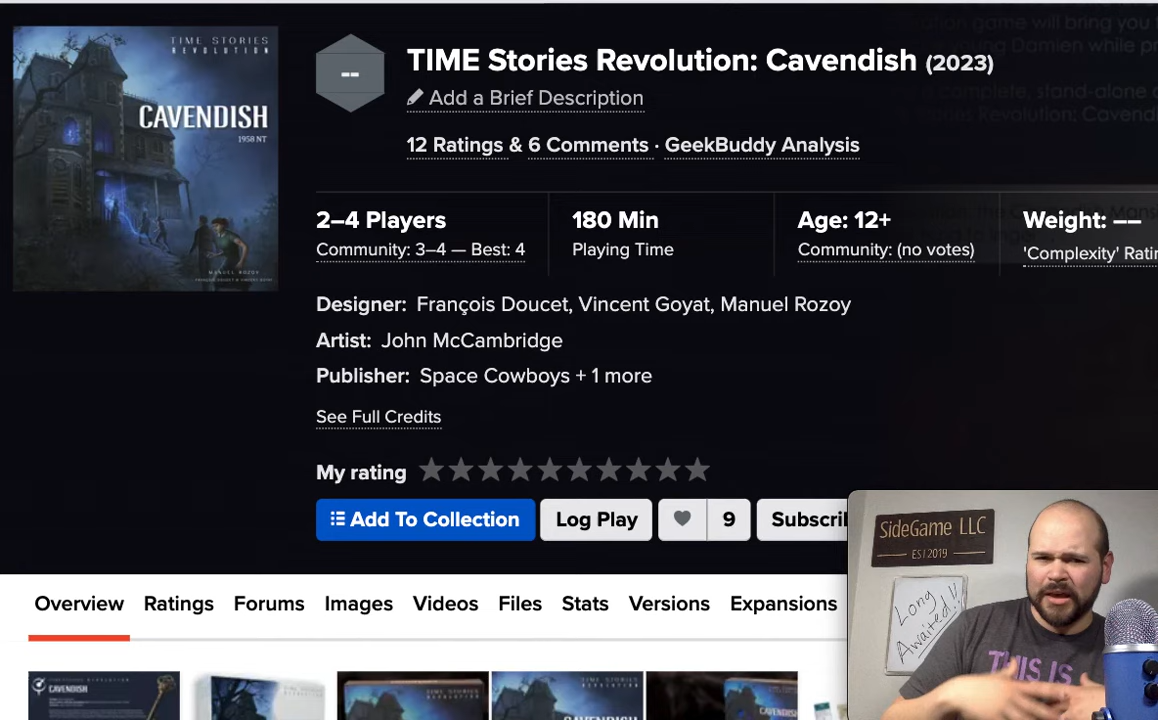 TIME STORIES
REVOLUTION
CAVENDISH
1958 NT
MANUEL ROZOY
--
TIME Stories Revolution: Cavendish (2023)
Add a Brief Description
12 Ratings & 6 Comments · GeekBuddy Analysis
2–4 Players
Community: 3–4 — Best: 4
180 Min
Playing Time
Age: 12+
Community: (no votes)
Weight: ––
'Complexity' Ratin
Designer: François Doucet, Vincent Goyat, Manuel Rozoy
Artist: John McCambridge
Publisher: Space Cowboys + 1 more
See Full Credits
My rating
Add To Collection
Log Play
9
Subscril
Overview
Ratings
Forums
Images
Videos
Files
Stats
Versions
Expansions
CAVENDISH
CAVENDISH
SideGame LLC
EST 2019
Long
Awaited!!
THIS IS